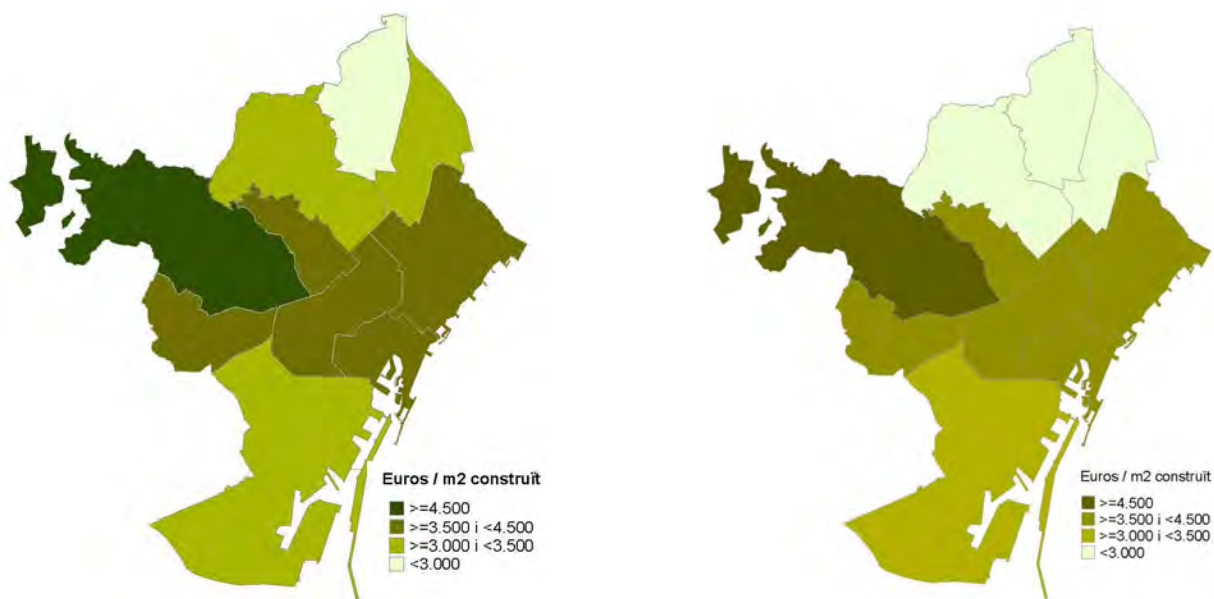 Euros / m2 construït
>=4.500
>=3.500 i <4.500
>=3.000 i <3.500
<3.000
Euros / m2 construït
>=4.500
>=3.500 i <4.500
>=3.000 i <3.500
<3.000